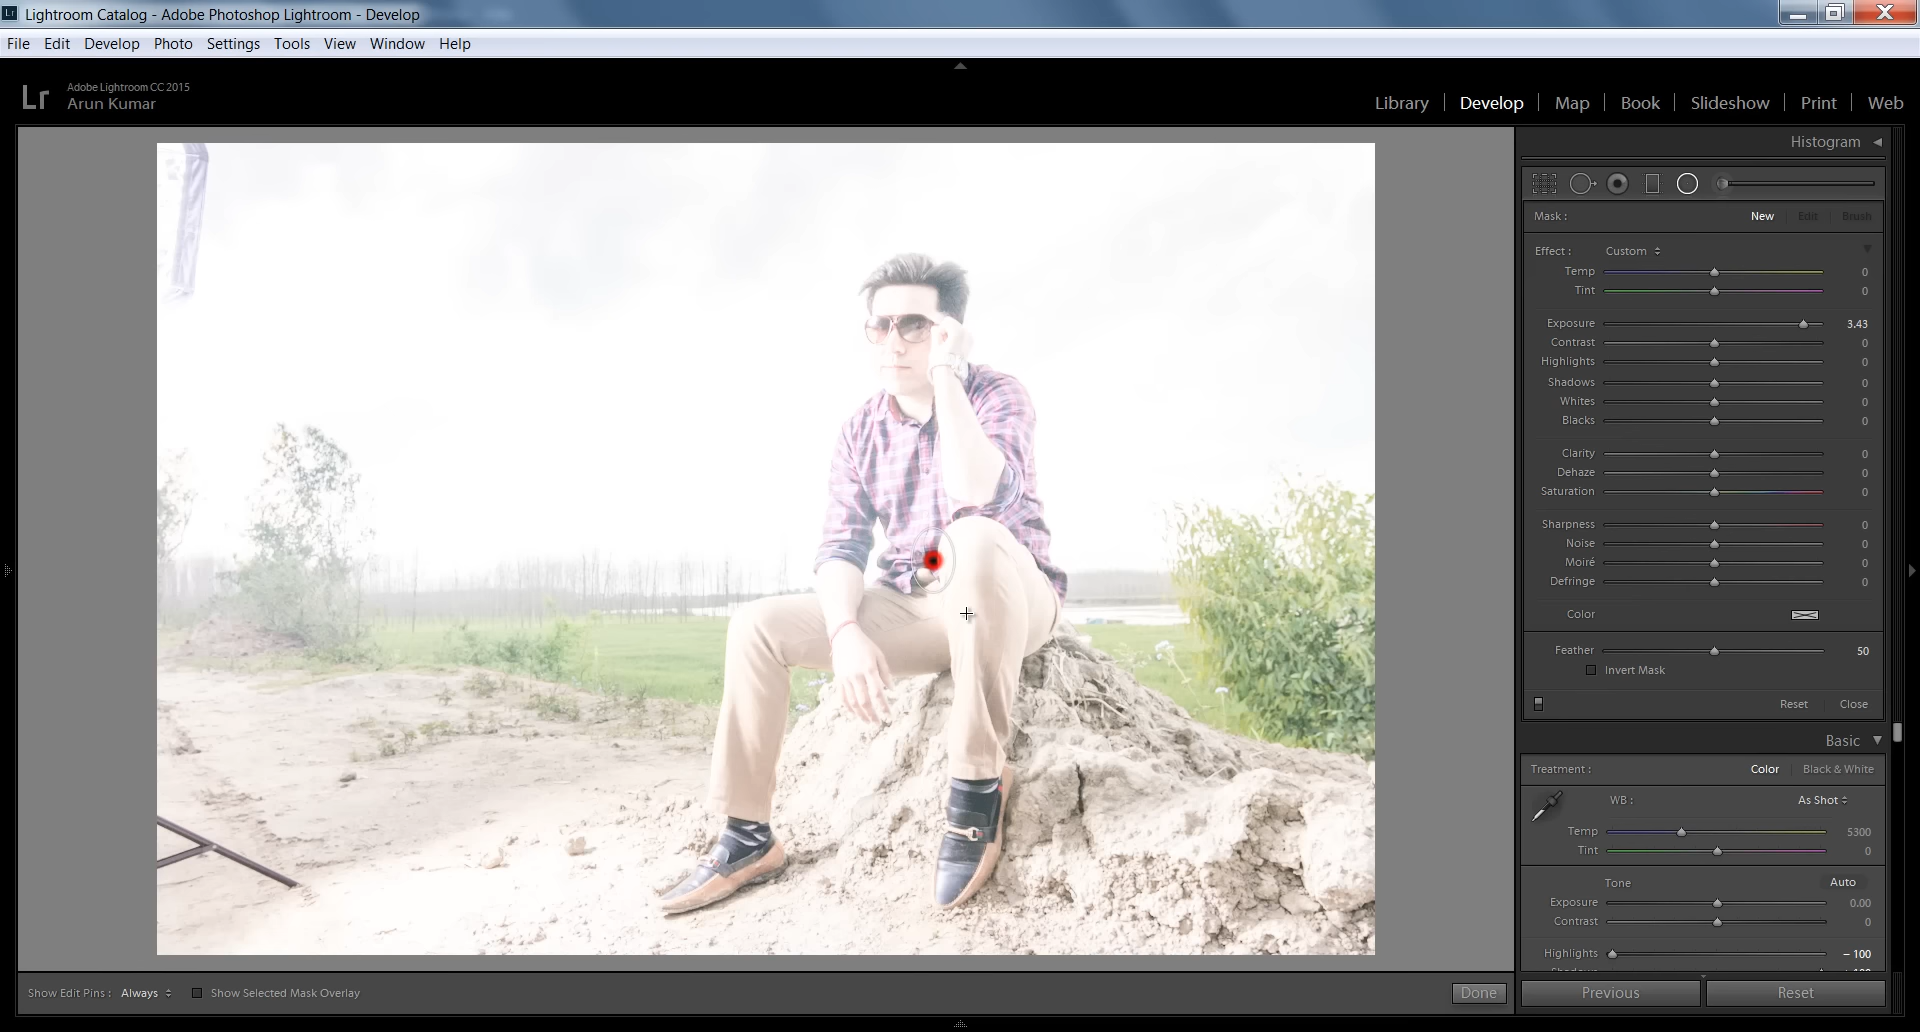 Lightroom Catalog - Adobe Photoshop Lightroom - Develop
File Edit Develop Photo Settings Tools View Window Help
Lr
Adobe Lightroom CC 2015
Arun Kumar
Library Develop Map Book Slideshow Print Web
Histogram
Mask : New Edit Brush
Effect : Custom
Temp 0
Tint 0
Exposure 3.43
Contrast 0
Highlights 0
Shadows 0
Whites 0
Blacks 0
Clarity 0
Dehaze 0
Saturation 0
Sharpness 0
Noise 0
Moiré 0
Defringe 0
Color
Feather 50
Invert Mask
Reset Close
Basic
Treatment : Color Black & White
WB : As Shot
Temp 5300
Tint 0
Tone Auto
Exposure 0.00
Contrast 0
Highlights – 100
Show Edit Pins : Always Show Selected Mask Overlay Done
Previous Reset